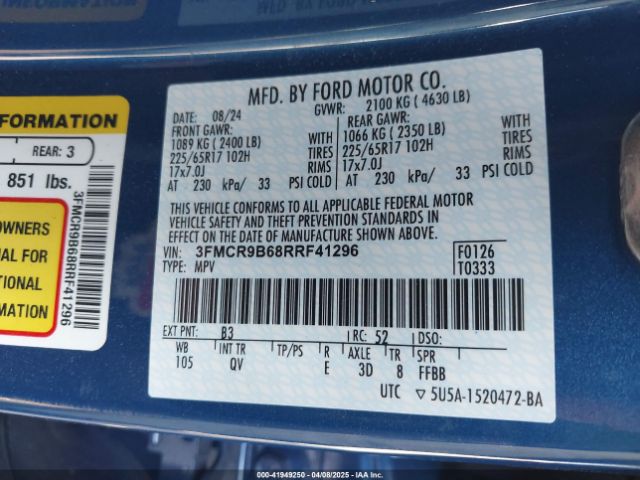 MFD. BY FORD MOTOR CO.
DATE: 08/24
GVWR: 2100 KG ( 4630 LB)
FRONT GAWR:
1089 KG ( 2400 LB) WITH
225/65R17 102H TIRES
17x7.0J RIMS
AT 230 kPa/ 33 PSI COLD
REAR GAWR:
1066 KG ( 2350 LB) WITH
225/65R17 102H TIRES
17x7.0J RIMS
AT 230 kPa/ 33 PSI COLD
THIS VEHICLE CONFORMS TO ALL APPLICABLE FEDERAL MOTOR
VEHICLE SAFETY AND THEFT PREVENTION STANDARDS IN
EFFECT ON THE DATE OF MANUFACTURE SHOWN ABOVE.
VIN: 3FMCR9B68RRF41296
TYPE: MPV
F0126
T0333
EXT PNT: B3 RC: 52 DSO:
WB INT TR TP/PS R AXLE TR SPR
105 QV E 3D 8 FFBB
UTC ▽5U5A-1520472-BA
FORMATION
REAR: 3
851 lbs.
OWNERS
UAL FOR
TIONAL
MATION
3FMCR9B68RRF41296
000-41949250 - 04/08/2025 - IAAI.COM